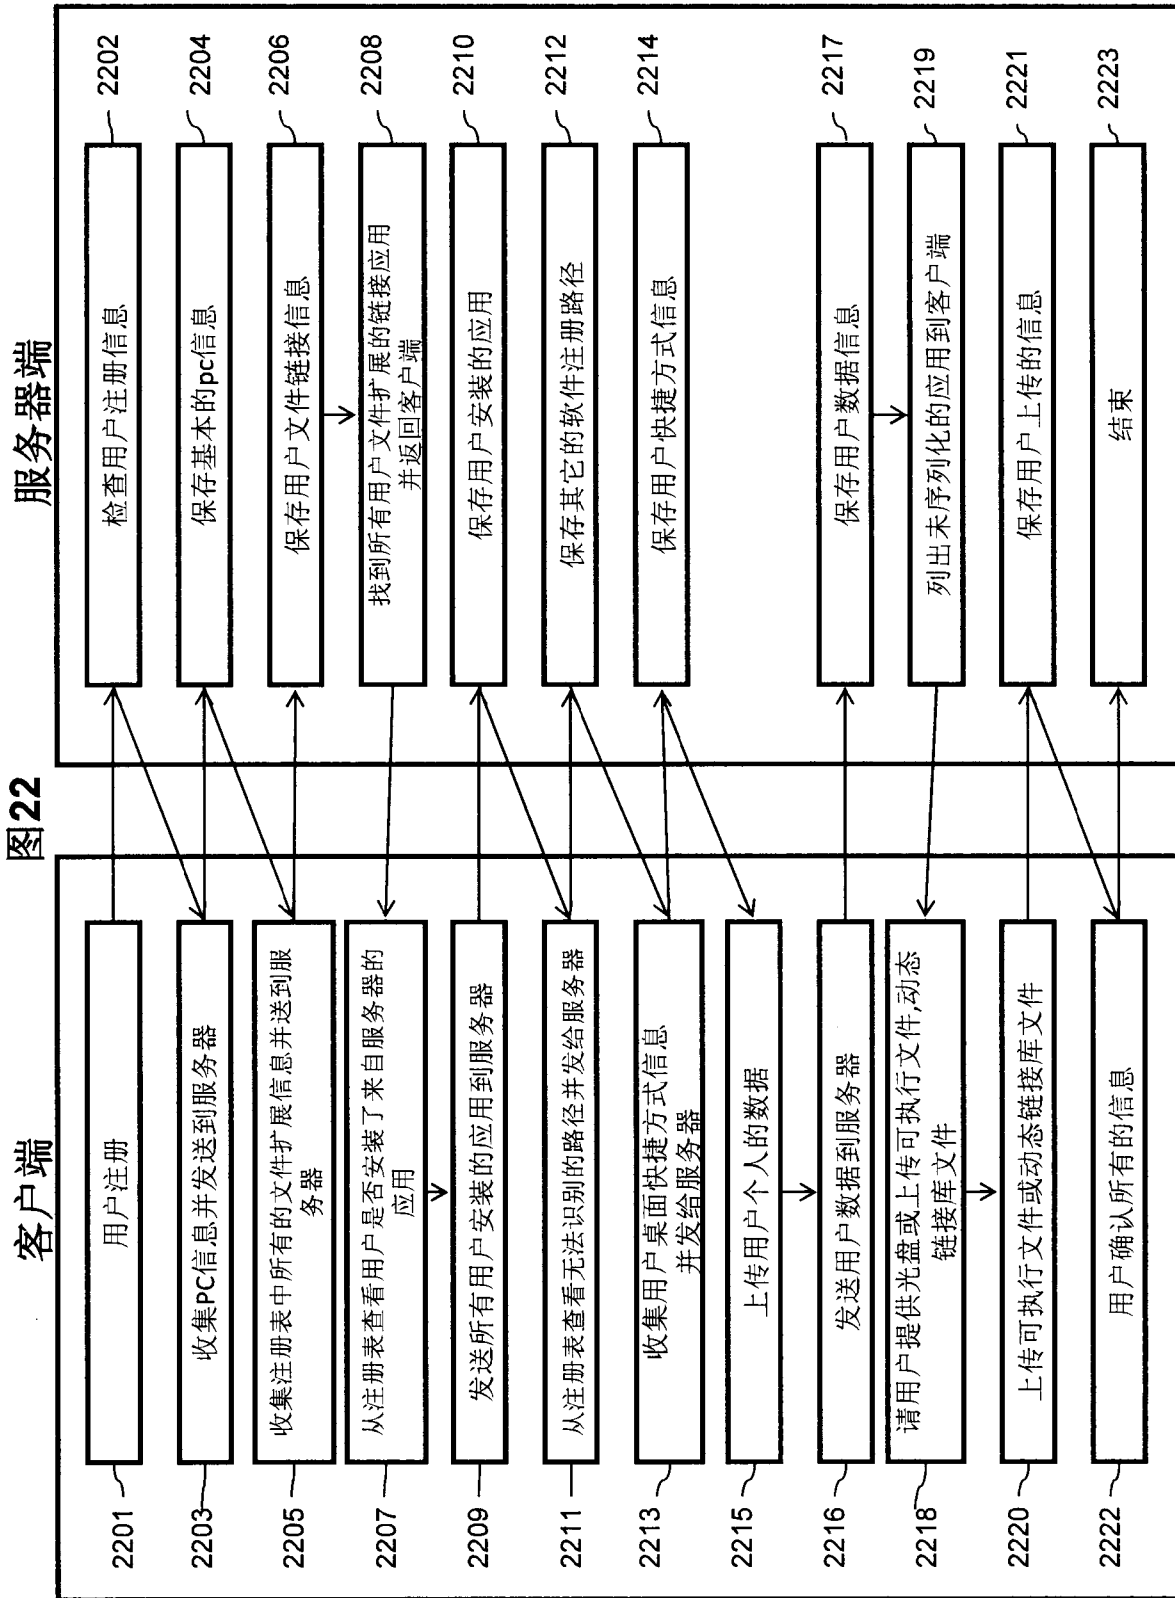 图22
客户端
2201
用户注册
2203
收集PC信息并发送到服务器
2205
收集注册表中所有的文件扩展信息并送到服
务器
2207
从注册表查看用户是否安装了来自服务器的
应用
2209
发送所有用户安装的应用到服务器
2211
从注册表查看无法识别的路径并发给服务器
2213
收集用户桌面快捷方式信息
并发给服务器
2215
上传用户个人的数据
2216
发送用户数据到服务器
2218
请用户提供光盘或上传可执行文件,动态
链接库文件
2220
上传可执行文件或动态链接库文件
2222
用户确认所有的信息
服务器端
检查用户注册信息
2202
保存基本的pc信息
2204
保存用户文件链接信息
2206
找到所有用户文件扩展的链接应用
并返回客户端
2208
保存用户安装的应用
2210
保存其它的软件注册路径
2212
保存用户快捷方式信息
2214
保存用户数据信息
2217
列出未序列化的应用到客户端
2219
保存用户上传的信息
2221
结束
2223